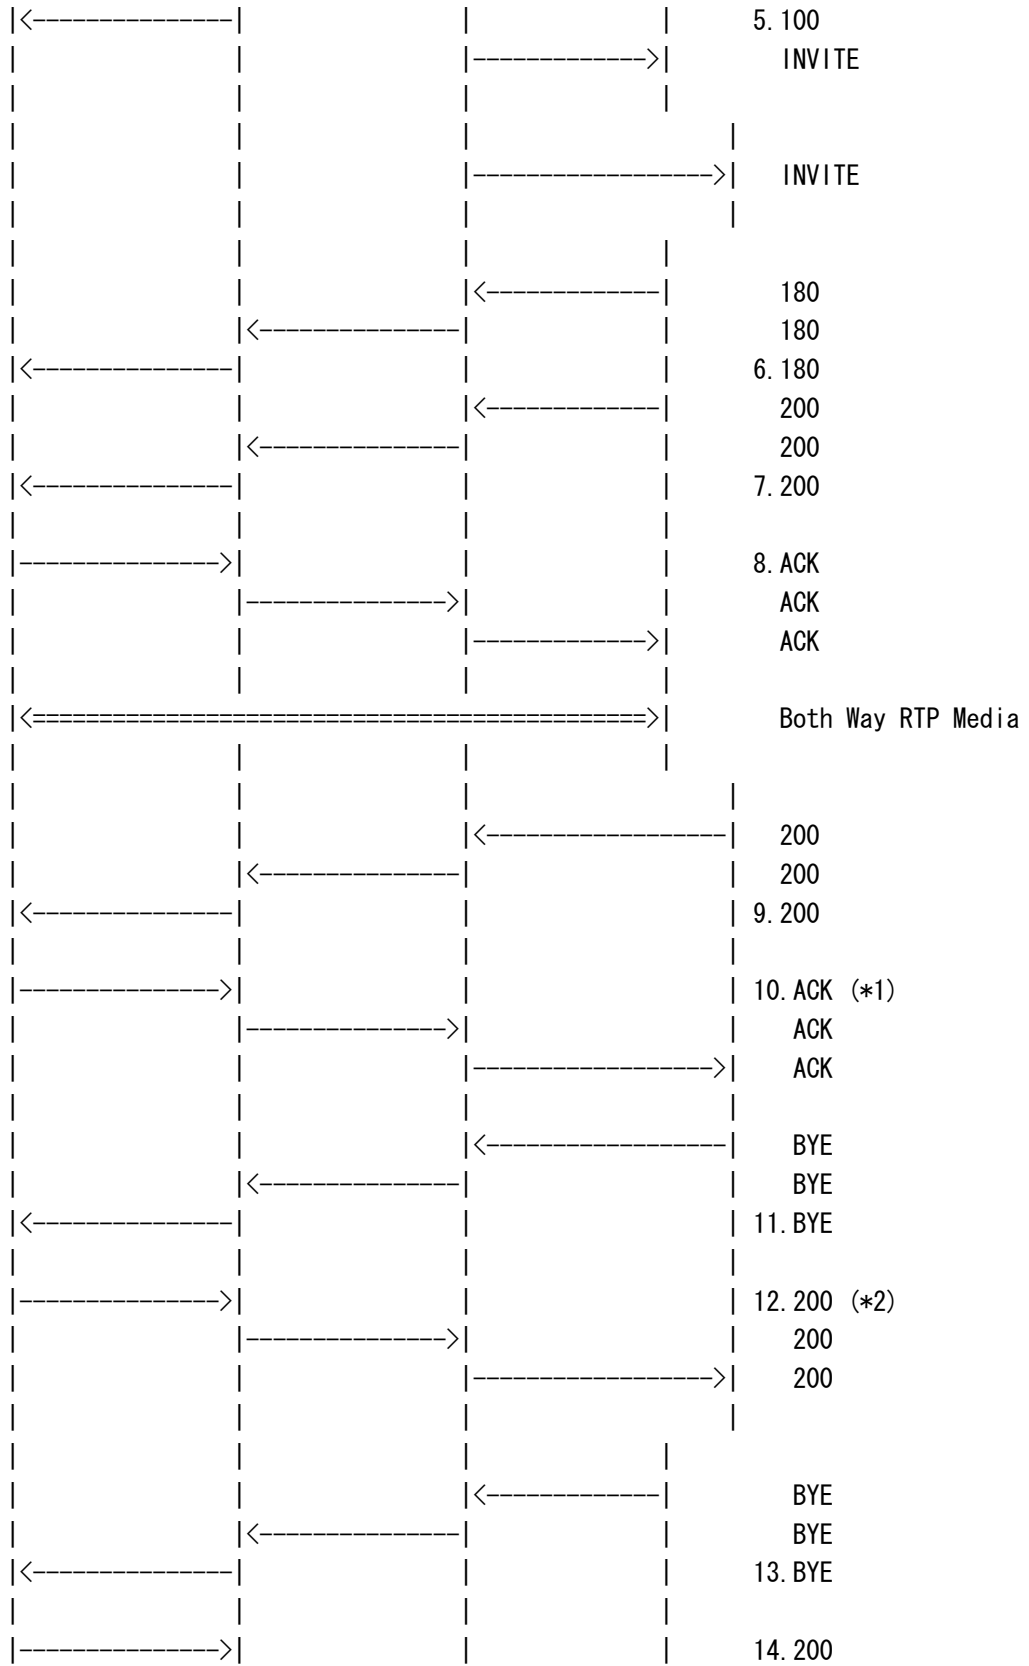 5.100
INVITE
INVITE
180
180
6.180
200
200
7.200
8.ACK
ACK
ACK
Both Way RTP Media
200
200
9.200
10.ACK (*1)
ACK
ACK
BYE
BYE
11.BYE
12.200 (*2)
200
200
BYE
BYE
13.BYE
14.200